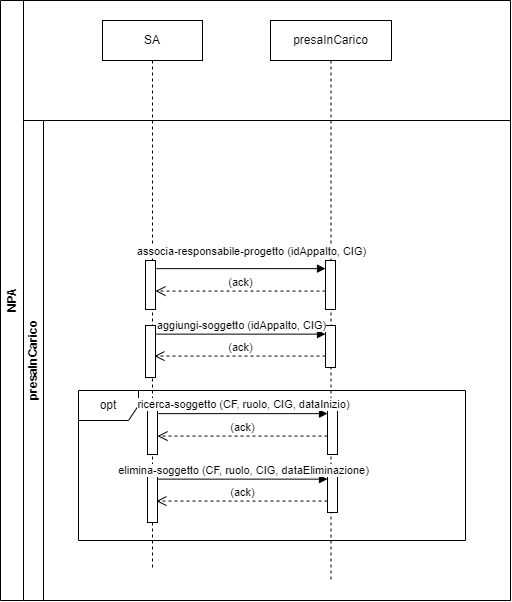 SA
presaInCarico
NPA
presaInCarico
associa-responsabile-progetto (idAppalto, CIG)
(ack)
aggiungi-soggetto (idAppalto, CIG)
(ack)
opt
ricerca-soggetto (CF, ruolo, CIG, dataInizio)
(ack)
elimina-soggetto (CF, ruolo, CIG, dataEliminazione)
(ack)